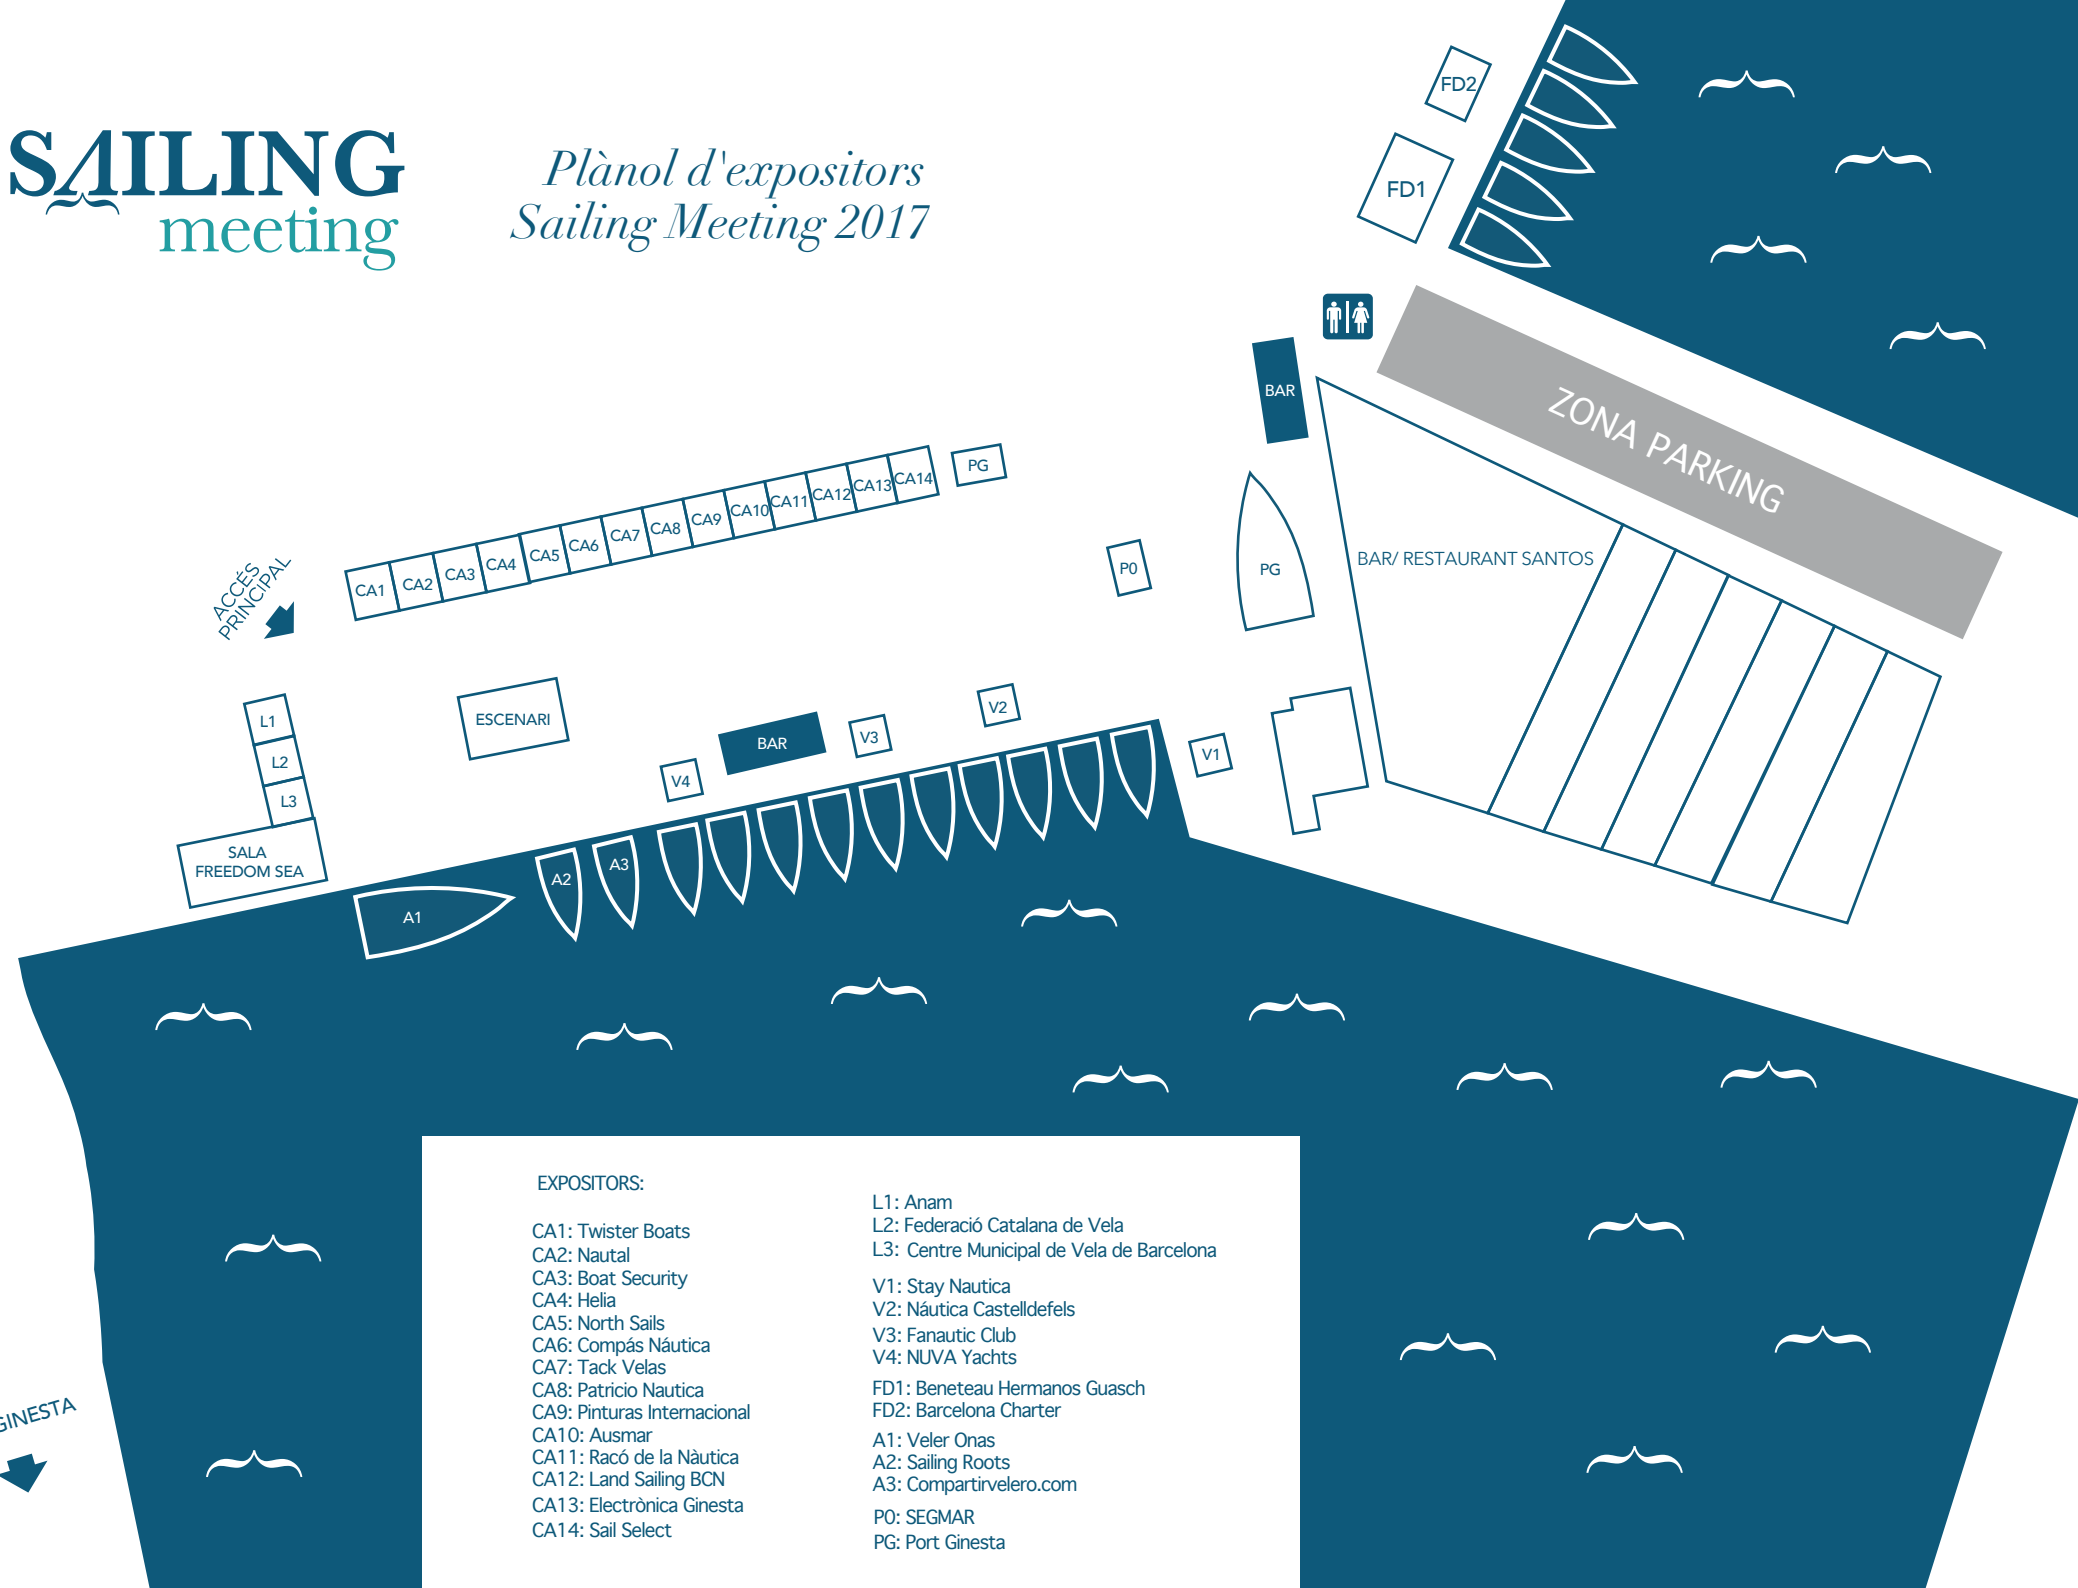 SAILING
meeting
Plànol d'expositors
Sailing Meeting 2017
FD2
FD1
BAR
ZONA PARKING
BAR/ RESTAURANT SANTOS
CA1
CA2
CA3
CA4
CA5
CA6
CA7
CA8
CA9
CA10
CA11
CA12
CA13
CA14
PG
P0
PG
ACCÉS
PRINCIPAL
L1
L2
L3
SALA
FREEDOM SEA
ESCENARI
V4
BAR
V3
V2
V1
A1
A2
A3
GINESTA
EXPOSITORS:
CA1: Twister Boats
CA2: Nautal
CA3: Boat Security
CA4: Helia
CA5: North Sails
CA6: Compás Náutica
CA7: Tack Velas
CA8: Patricio Nautica
CA9: Pinturas Internacional
CA10: Ausmar
CA11: Racó de la Nàutica
CA12: Land Sailing BCN
CA13: Electrònica Ginesta
CA14: Sail Select
L1: Anam
L2: Federació Catalana de Vela
L3: Centre Municipal de Vela de Barcelona
V1: Stay Nautica
V2: Náutica Castelldefels
V3: Fanautic Club
V4: NUVA Yachts
FD1: Beneteau Hermanos Guasch
FD2: Barcelona Charter
A1: Veler Onas
A2: Sailing Roots
A3: Compartirvelero.com
P0: SEGMAR
PG: Port Ginesta